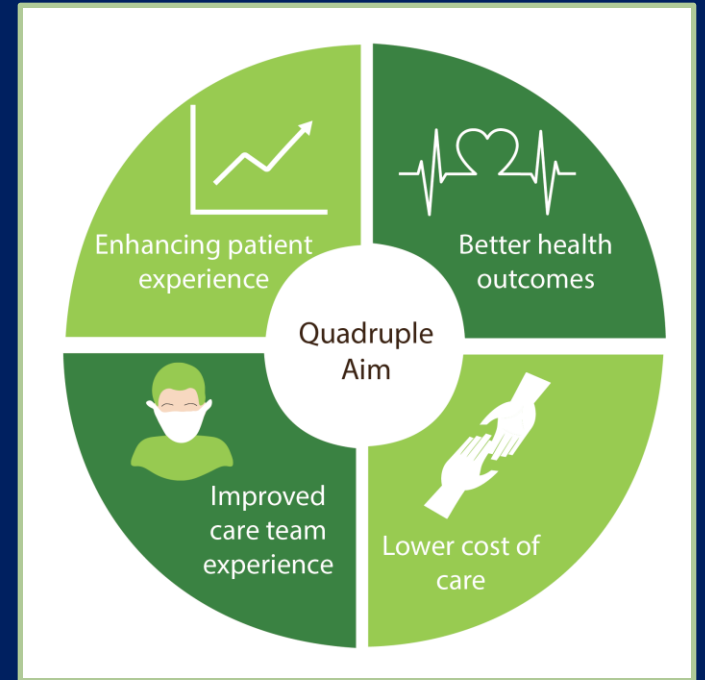 Enhancing patient
experience
Better health
outcomes
Quadruple
Aim
Improved
care team
experience
Lower cost of
care